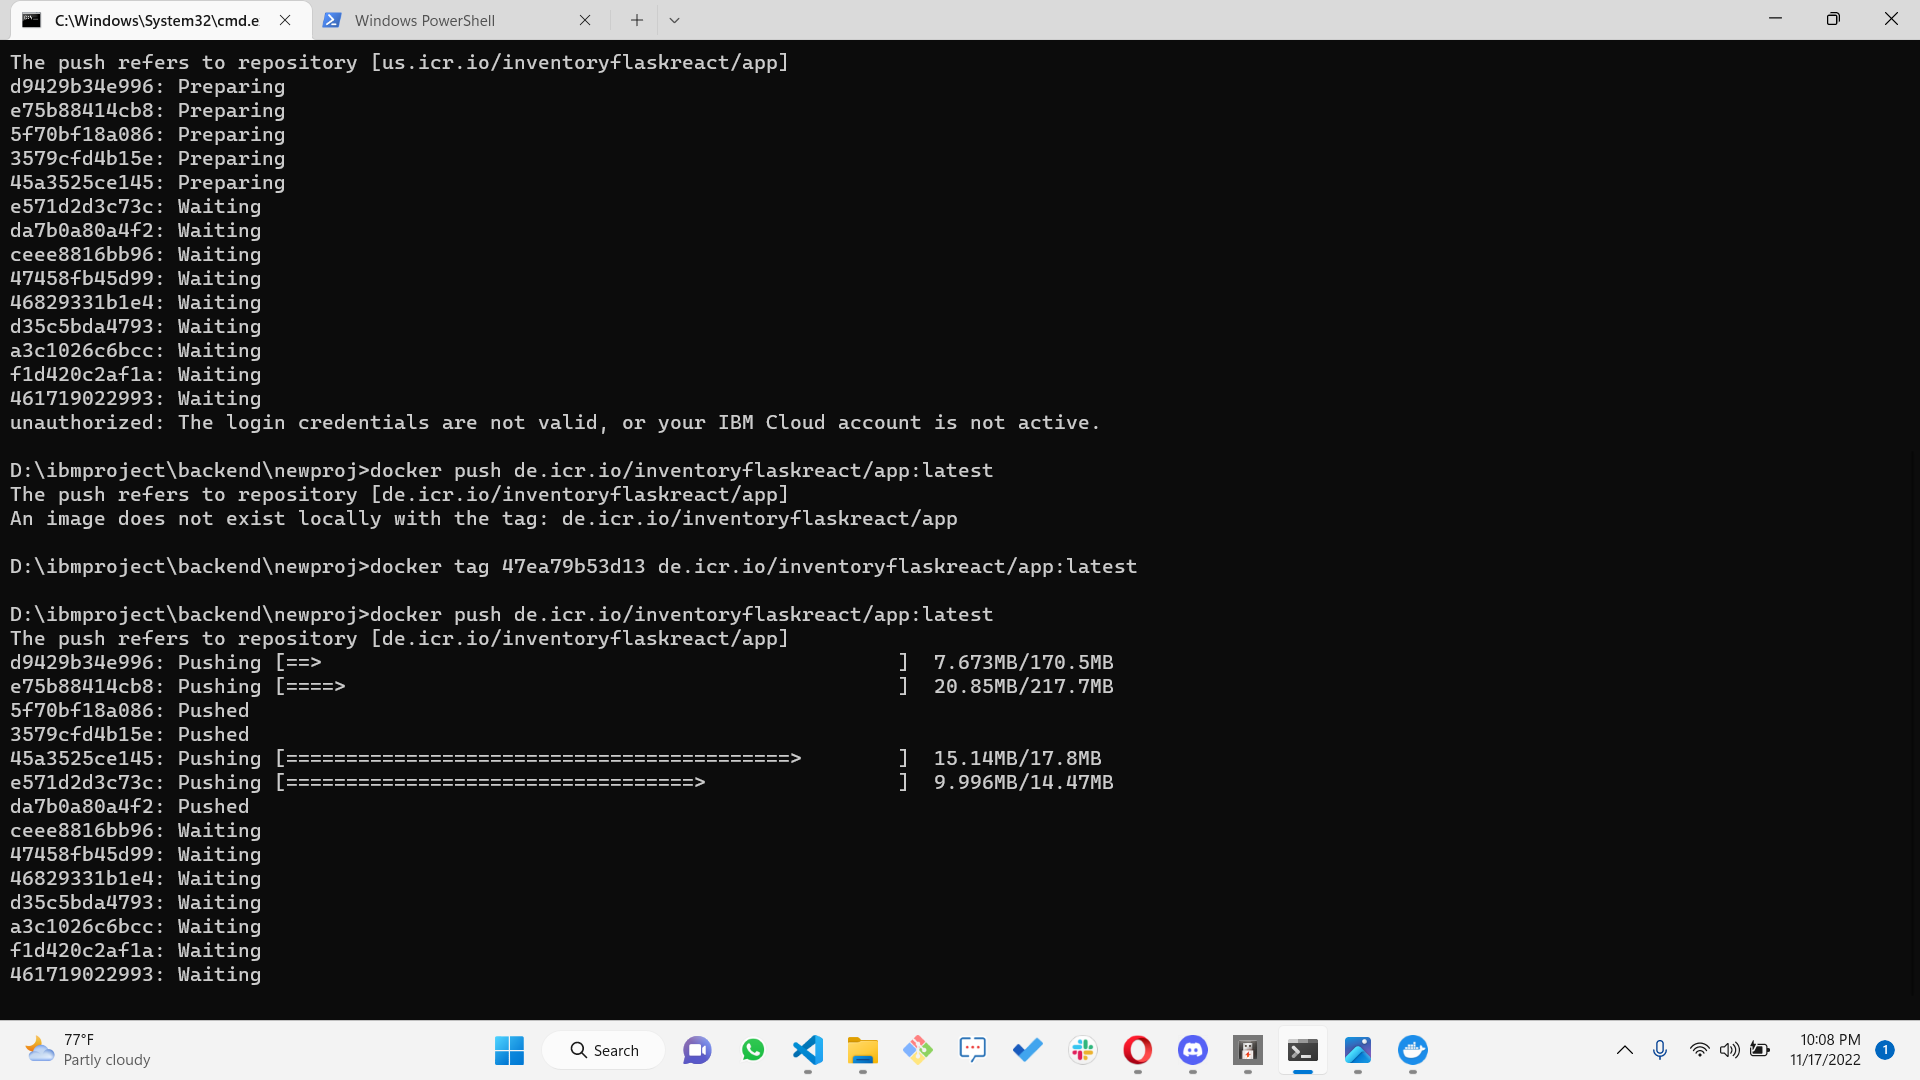 C:\Windows\System32\cmd.e
Windows PowerShell
The push refers to repository [us.icr.io/inventoryflaskreact/app]
d9429b34e996: Preparing
e75b88414cb8: Preparing
5f70bf18a086: Preparing
3579cfd4b15e: Preparing
45a3525ce145: Preparing
e571d2d3c73c: Waiting
da7b0a80a4f2: Waiting
ceee8816bb96: Waiting
47458fb45d99: Waiting
46829331b1e4: Waiting
d35c5bda4793: Waiting
a3c1026c6bcc: Waiting
f1d420c2af1a: Waiting
461719022993: Waiting
unauthorized: The login credentials are not valid, or your IBM Cloud account is not active.
D:\ibmproject\backend\newproj>docker push de.icr.io/inventoryflaskreact/app:latest
The push refers to repository [de.icr.io/inventoryflaskreact/app]
An image does not exist locally with the tag: de.icr.io/inventoryflaskreact/app
D:\ibmproject\backend\newproj>docker tag 47ea79b53d13 de.icr.io/inventoryflaskreact/app:latest
D:\ibmproject\backend\newproj>docker push de.icr.io/inventoryflaskreact/app:latest
The push refers to repository [de.icr.io/inventoryflaskreact/app]
d9429b34e996: Pushing [==>                                                ]  7.673MB/170.5MB
e75b88414cb8: Pushing [====>                                              ]  20.85MB/217.7MB
5f70bf18a086: Pushed
3579cfd4b15e: Pushed
45a3525ce145: Pushing [==========================================>        ]  15.14MB/17.8MB
e571d2d3c73c: Pushing [==================================>                ]  9.996MB/14.47MB
da7b0a80a4f2: Pushed
ceee8816bb96: Waiting
47458fb45d99: Waiting
46829331b1e4: Waiting
d35c5bda4793: Waiting
a3c1026c6bcc: Waiting
f1d420c2af1a: Waiting
461719022993: Waiting
77°F
Partly cloudy
Search
10:08 PM
11/17/2022
1